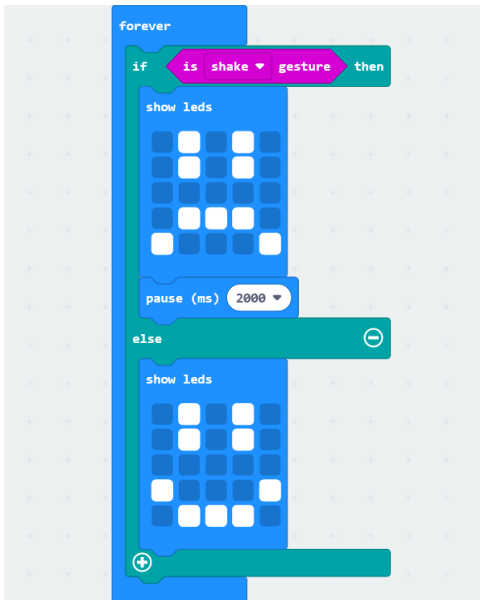 forever
if is shake gesture then
show leds
pause (ms) 2000
else
show leds